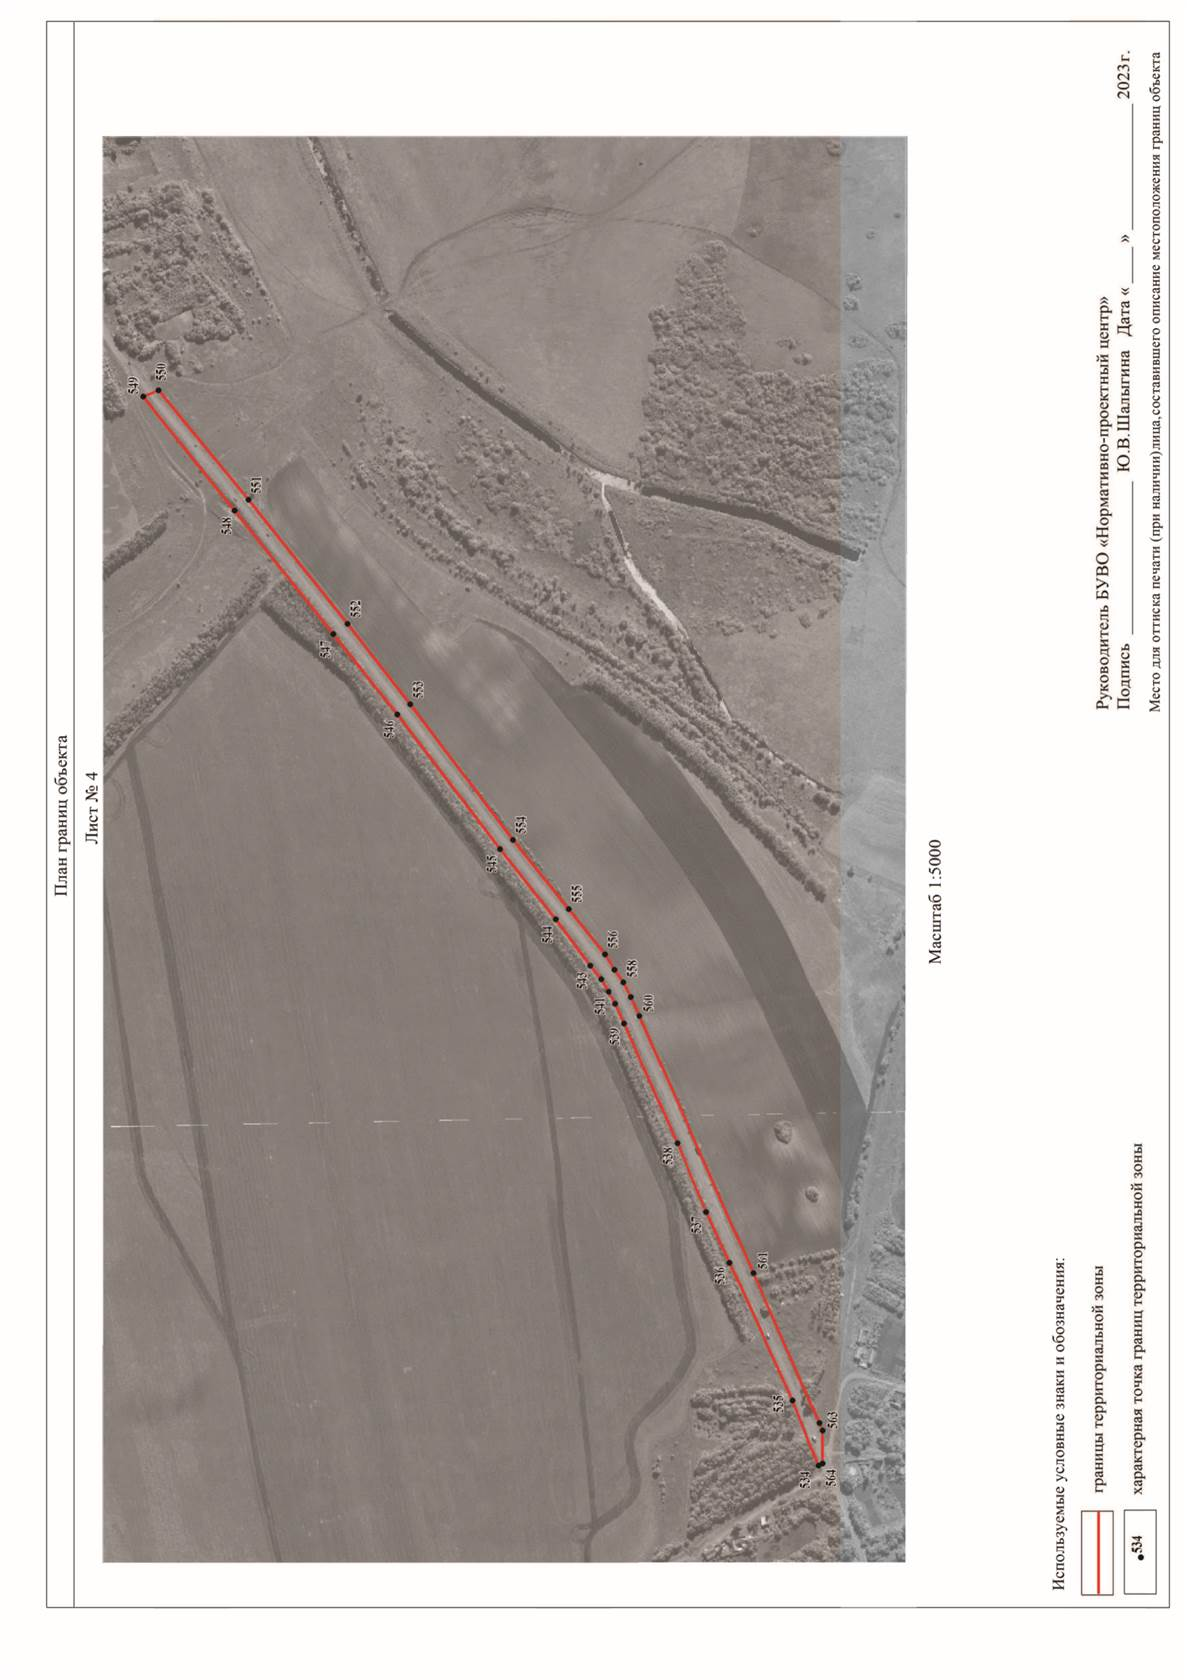 План границ объекта
Лист № 4
549
550
548
551
547
552
546
553
545
554
544
555
543
556
541
558
539
560
538
537
536
561
535
534
563
564
Масштаб 1:5000
Используемые условные знаки и обозначения:
границы территориальной зоны
534 характерная точка границ территориальной зоны
Руководитель БУВО «Нормативно-проектный центр»
Подпись ____________ Ю.В.Шалыгина Дата « ____ » ____________ 2023г.
Место для оттиска печати (при наличии)лица,составившего описание местоположения границ объекта